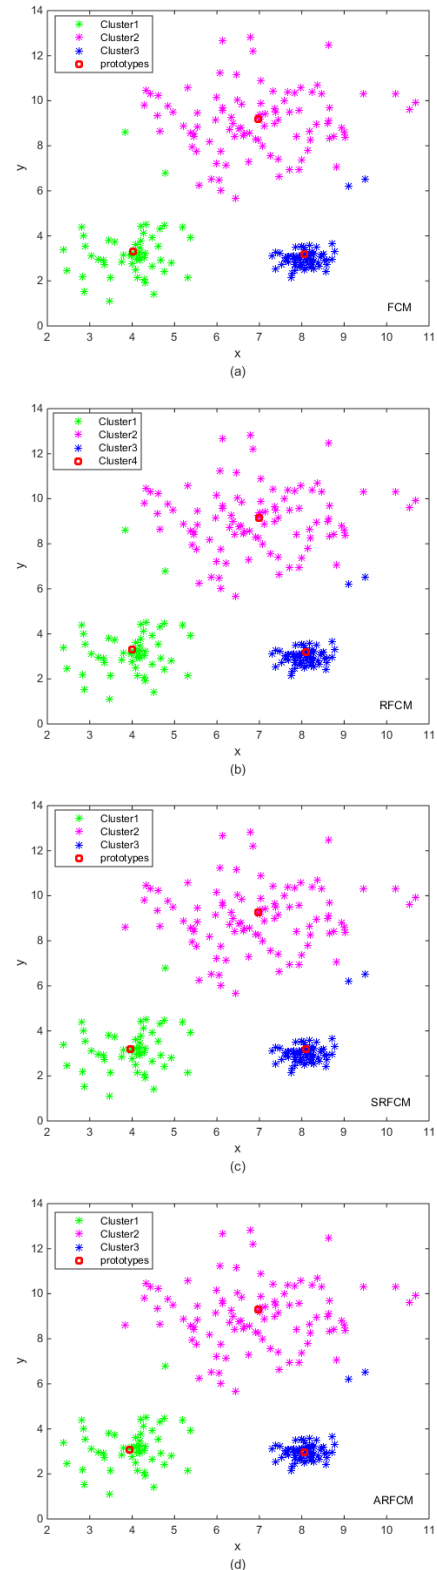 14
12
10
8
6
4
2
0
y
Cluster1
Cluster2
Cluster3
prototypes
FCM
2 3 4 5 6 7 8 9 10 11
x
(a)
14
12
10
8
6
4
2
0
y
Cluster1
Cluster2
Cluster3
Cluster4
RFCM
2 3 4 5 6 7 8 9 10 11
x
(b)
14
12
10
8
6
4
2
0
y
Cluster1
Cluster2
Cluster3
prototypes
SRFCM
2 3 4 5 6 7 8 9 10 11
x
(c)
14
12
10
8
6
4
2
0
y
Cluster1
Cluster2
Cluster3
prototypes
ARFCM
2 3 4 5 6 7 8 9 10 11
x
(d)